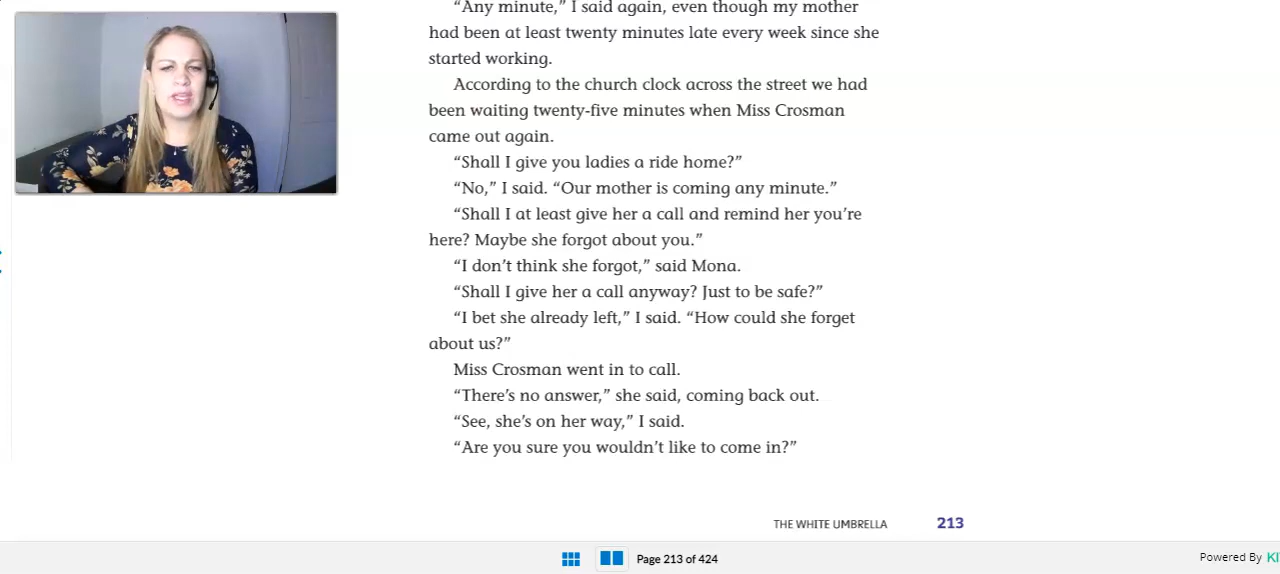 “Any minute,” I said again, even though my mother
had been at least twenty minutes late every week since she
started working.
According to the church clock across the street we had
been waiting twenty-five minutes when Miss Crosman
came out again.
“Shall I give you ladies a ride home?”
“No,” I said. “Our mother is coming any minute.”
“Shall I at least give her a call and remind her you’re
here? Maybe she forgot about you.”
“I don’t think she forgot,” said Mona.
“Shall I give her a call anyway? Just to be safe?”
“I bet she already left,” I said. “How could she forget
about us?”
Miss Crosman went in to call.
“There’s no answer,” she said, coming back out.
“See, she’s on her way,” I said.
“Are you sure you wouldn’t like to come in?”
THE WHITE UMBRELLA 213
Page 213 of 424
Powered By